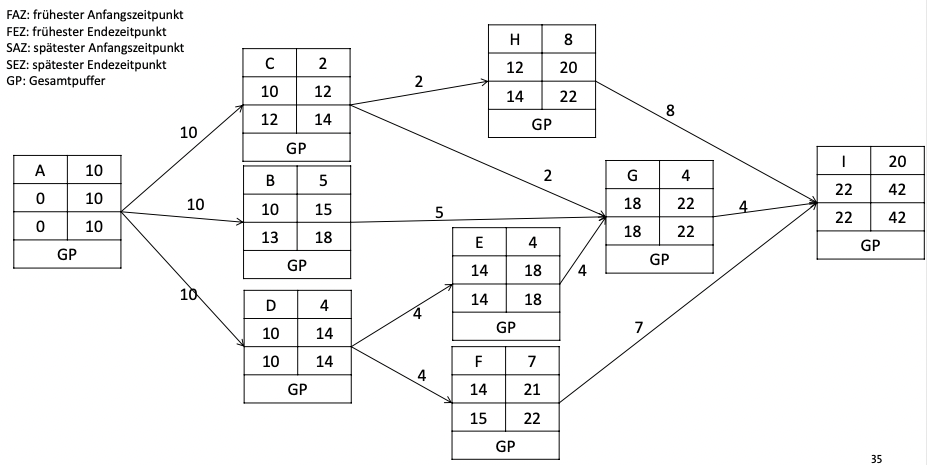 FAZ: frühester Anfangszeitpunkt
FEZ: frühester Endezeitpunkt
SAZ: spätester Anfangszeitpunkt
SEZ: spätester Endezeitpunkt
GP: Gesamtpuffer
A 10
0 10
0 10
GP
10
10
10
C 2
10 12
12 14
GP
B 5
10 15
13 18
GP
D 4
10 14
10 14
GP
2
2
5
4
4
H 8
12 20
14 22
GP
E 4
14 18
14 18
GP
F 7
14 21
15 22
GP
4
G 4
18 22
18 22
GP
8
4
7
I 20
22 42
22 42
GP
35